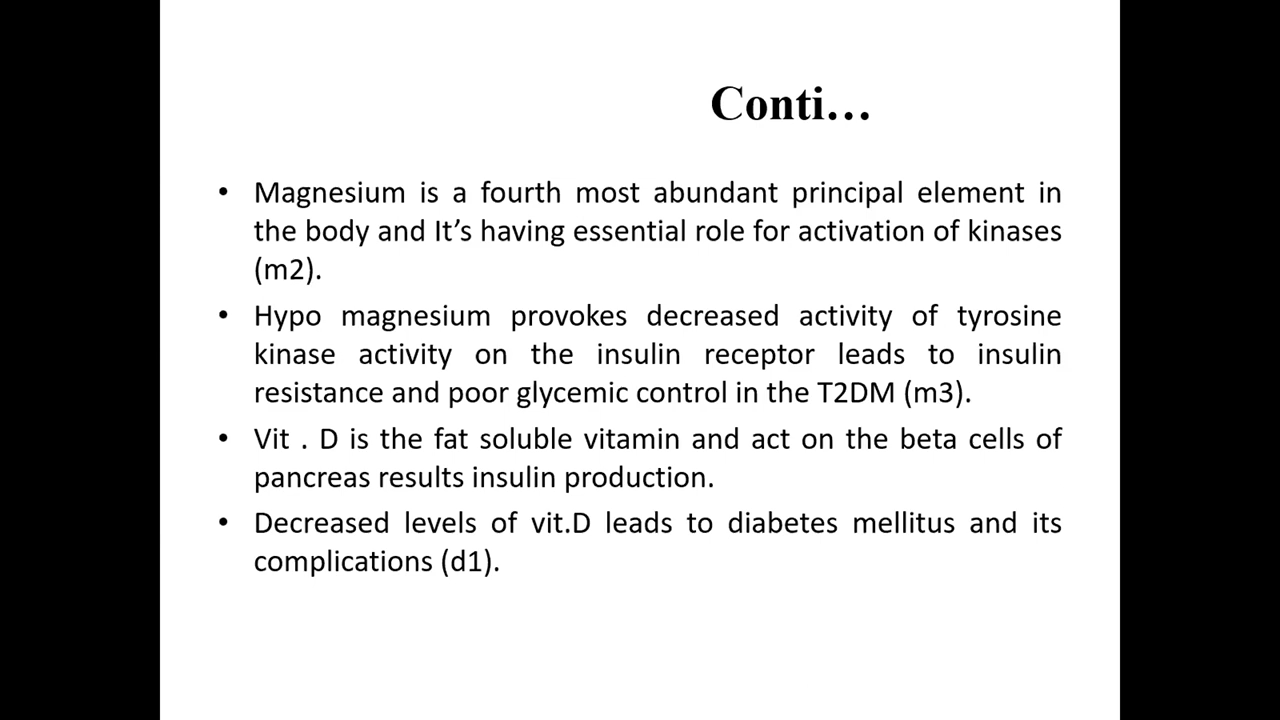 Conti…
• Magnesium is a fourth most abundant principal element in
the body and It’s having essential role for activation of kinases
(m2).
• Hypo magnesium provokes decreased activity of tyrosine
kinase activity on the insulin receptor leads to insulin
resistance and poor glycemic control in the T2DM (m3).
• Vit . D is the fat soluble vitamin and act on the beta cells of
pancreas results insulin production.
• Decreased levels of vit.D leads to diabetes mellitus and its
complications (d1).